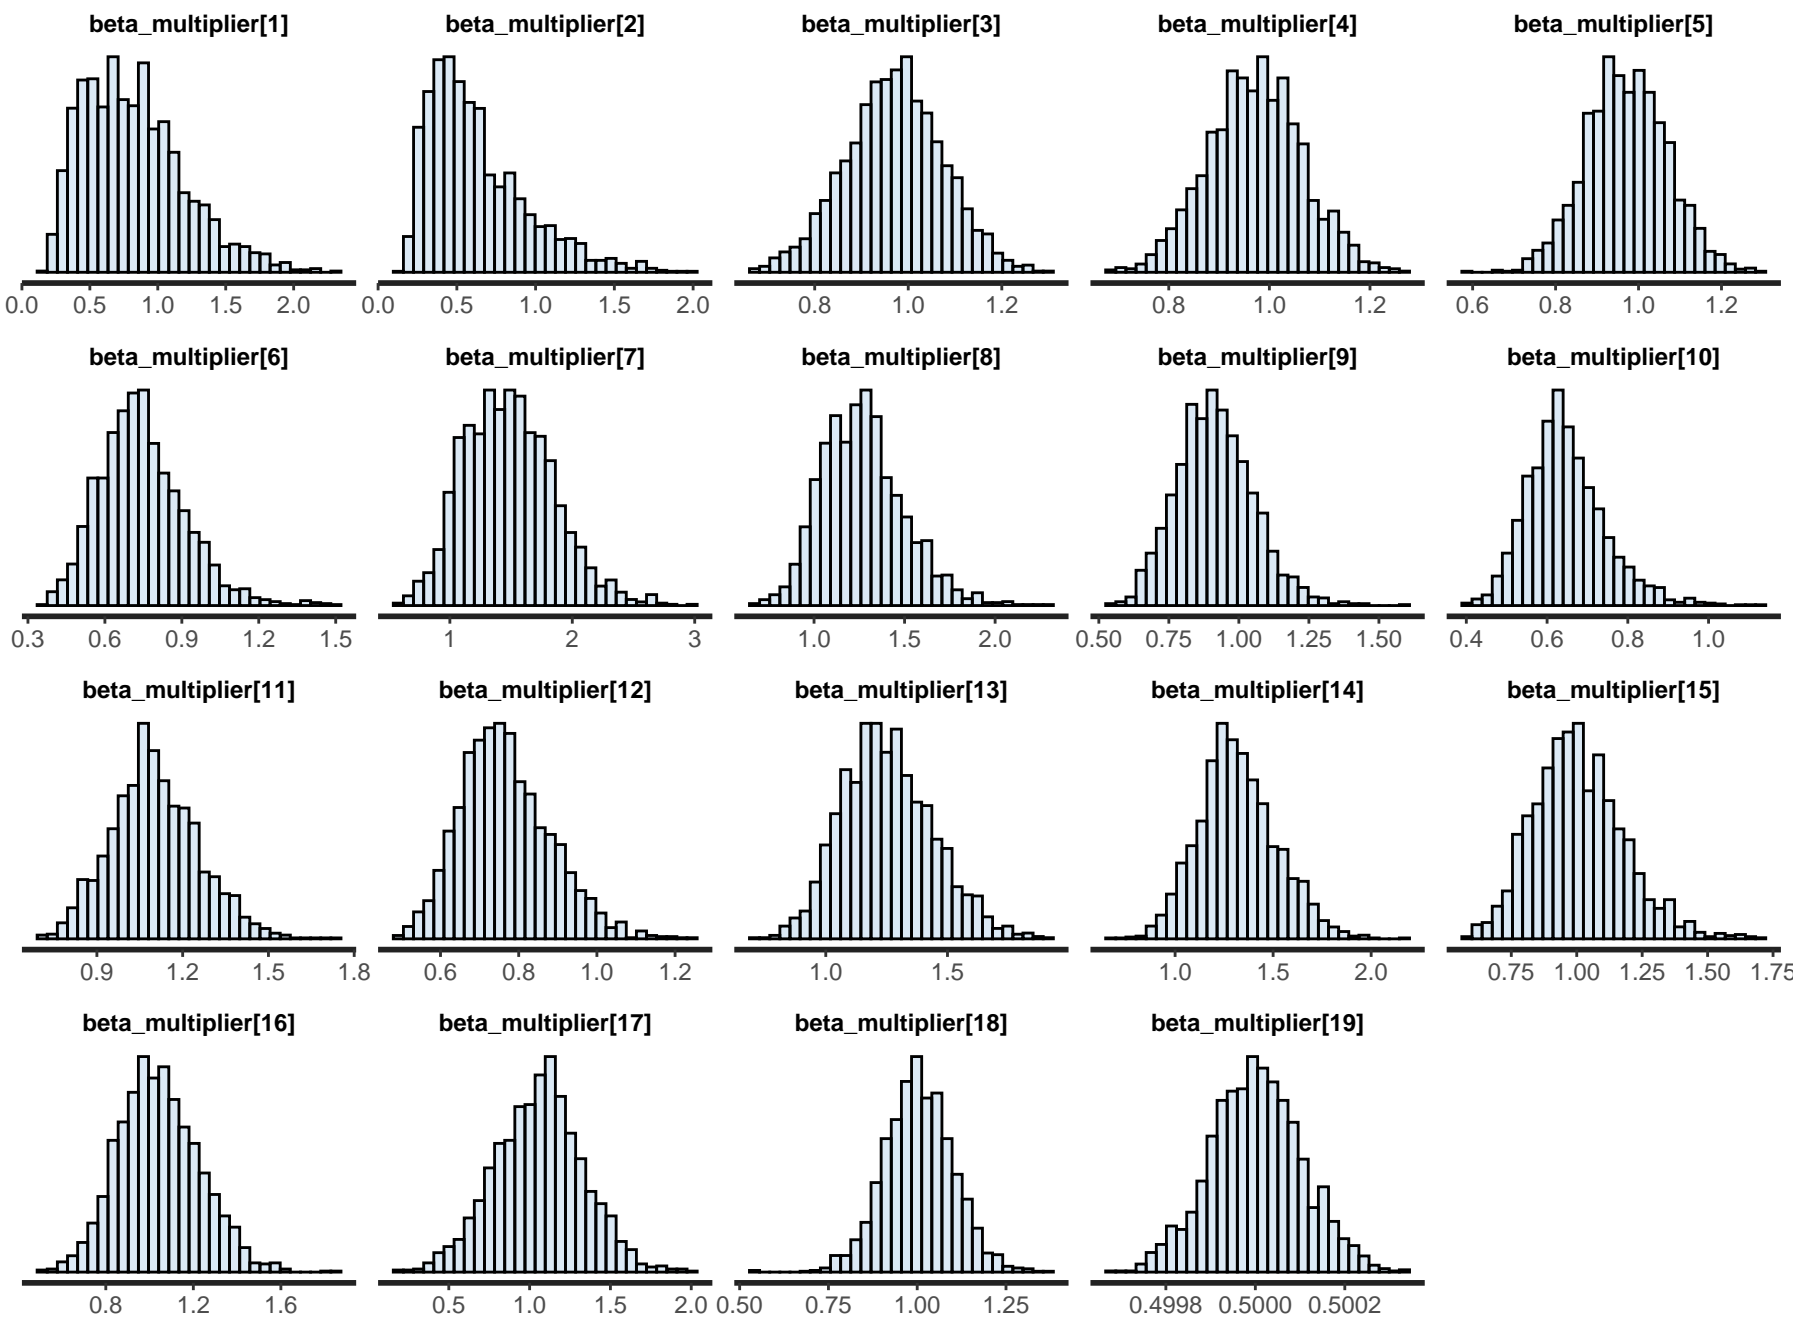 beta_multiplier[1] beta_multiplier[2] beta_multiplier[3] beta_multiplier[4] beta_multiplier[5]
0.0 0.5 1.0 1.5 2.0 0.0 0.5 1.0 1.5 2.0 0.8 1.0 1.2 0.8 1.0 1.2 0.6 0.8 1.0 1.2
beta_multiplier[6] beta_multiplier[7] beta_multiplier[8] beta_multiplier[9] beta_multiplier[10]
0.3 0.6 0.9 1.2 1.5 1 2 3 1.0 1.5 2.0 0.50 0.75 1.00 1.25 1.50 0.4 0.6 0.8 1.0
beta_multiplier[11] beta_multiplier[12] beta_multiplier[13] beta_multiplier[14] beta_multiplier[15]
0.9 1.2 1.5 1.8 0.6 0.8 1.0 1.2 1.0 1.5 1.0 1.5 2.0 0.75 1.00 1.25 1.50 1.75
beta_multiplier[16] beta_multiplier[17] beta_multiplier[18] beta_multiplier[19]
0.8 1.2 1.6 0.5 1.0 1.5 2.0 0.50 0.75 1.00 1.25 0.4998 0.5000 0.5002